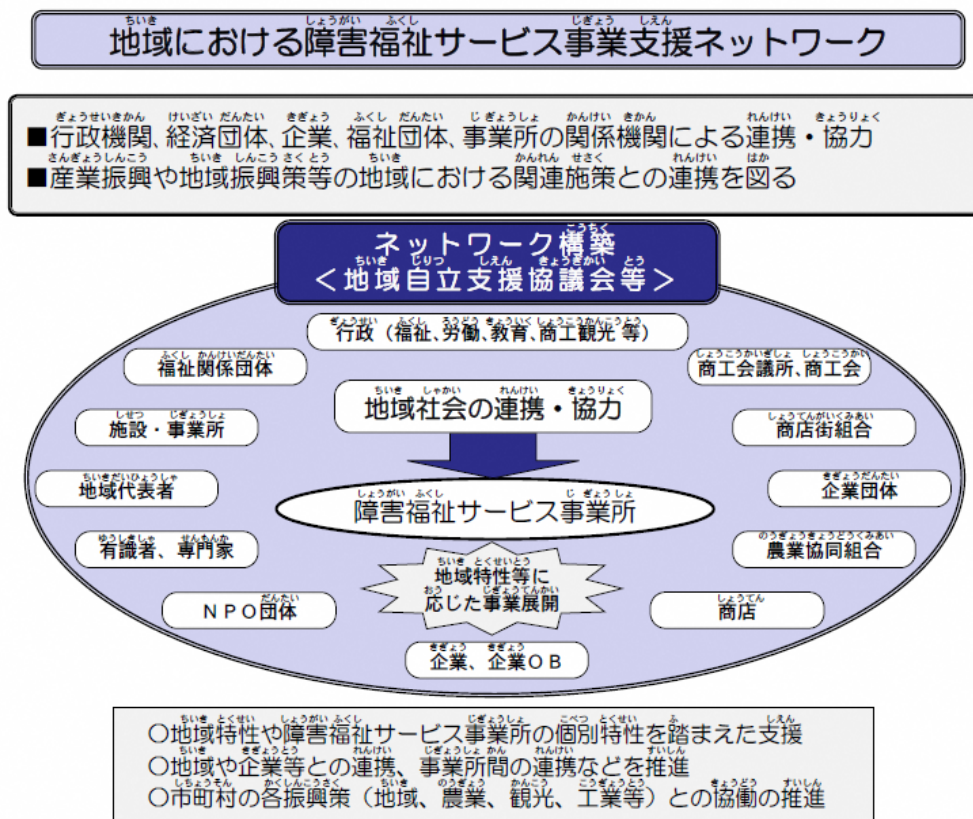 地域における障害福祉サービス事業支援ネットワーク
■行政機関、経済団体、企業、福祉団体、事業所の関係機関による連携・協力
■産業振興や地域振興策等の地域における関連施策との連携を図る
ネットワーク構築
＜地域自立支援協議会等＞
行政（福祉、労働、教育、商工観光 等）
福祉関係団体
商工会議所、商工会
地域社会の連携・協力
施設・事業所
商店街組合
地域代表者
企業団体
障害福祉サービス事業所
有識者、専門家
農業協同組合
地域特性等に
応じた事業展開
ＮＰＯ団体
商店
企業、企業ＯＢ
○地域特性や障害福祉サービス事業所の個別特性を踏まえた支援
○地域や企業等との連携、事業所間の連携などを推進
○市町村の各振興策（地域、農業、観光、工業等）との協働の推進